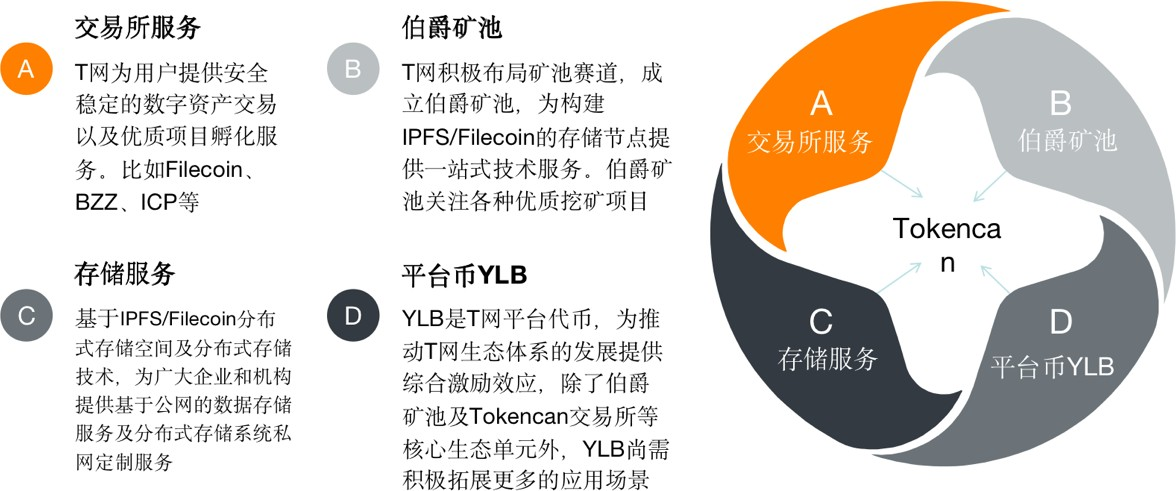 A
交易所服务
T网为用户提供安全
稳定的数字资产交易
以及优质项目孵化服
务。比如Filecoin、
BZZ、ICP等
B
伯爵矿池
T网积极布局矿池赛道，成
立伯爵矿池，为构建
IPFS/Filecoin的存储节点提
供一站式技术服务。伯爵矿
池关注各种优质挖矿项目
C
存储服务
基于IPFS/Filecoin分布
式存储空间及分布式存储
技术，为广大企业和机构
提供基于公网的数据存储
服务及分布式存储系统私
网定制服务
D
平台币YLB
YLB是T网平台代币，为推
动T网生态体系的发展提供
综合激励效应，除了伯爵
矿池及Tokencan交易所等
核心生态单元外，YLB尚需
积极拓展更多的应用场景
A
交易所服务
B
伯爵矿池
Tokenca
n
C
存储服务
D
平台币YLB